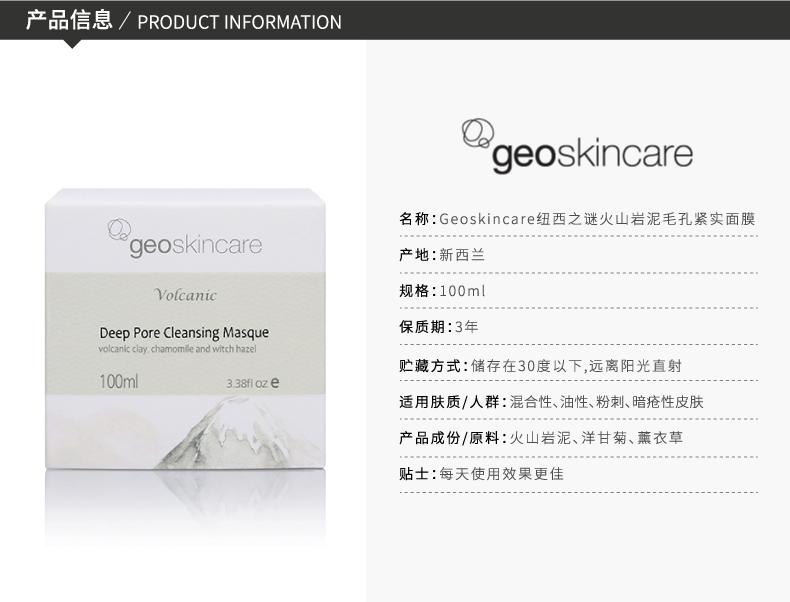 产品信息 / PRODUCT INFORMATION
geoskincare
geoskincare
Volcanic
Deep Pore Cleansing Masque
volcanic clay, chamomile and witch hazel
100ml 3.38fl oz e
名称：Geoskincare纽西之谜火山岩泥毛孔紧实面膜
产地：新西兰
规格：100ml
保质期：3年
贮藏方式：储存在30度以下,远离阳光直射
适用肤质/人群：混合性、油性、粉刺、暗疮性皮肤
产品成份/原料：火山岩泥、洋甘菊、薰衣草
贴士：每天使用效果更佳